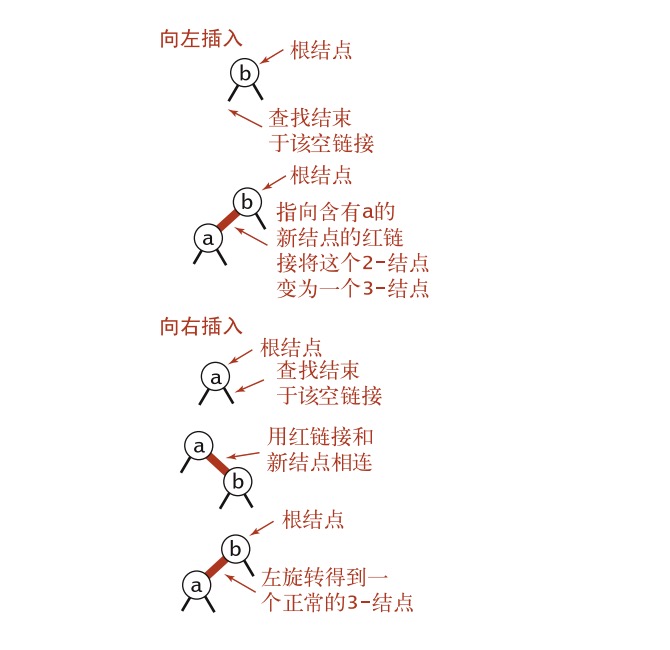 向左插入
根结点
b
查找结束
于该空链接
根结点
b
a
指向含有a的
新结点的红链
接将这个2-结点
变为一个3-结点
向右插入
根结点
a
查找结束
于该空链接
a
用红链接和
新结点相连
b
根结点
b
a
左旋转得到一
个正常的3-结点